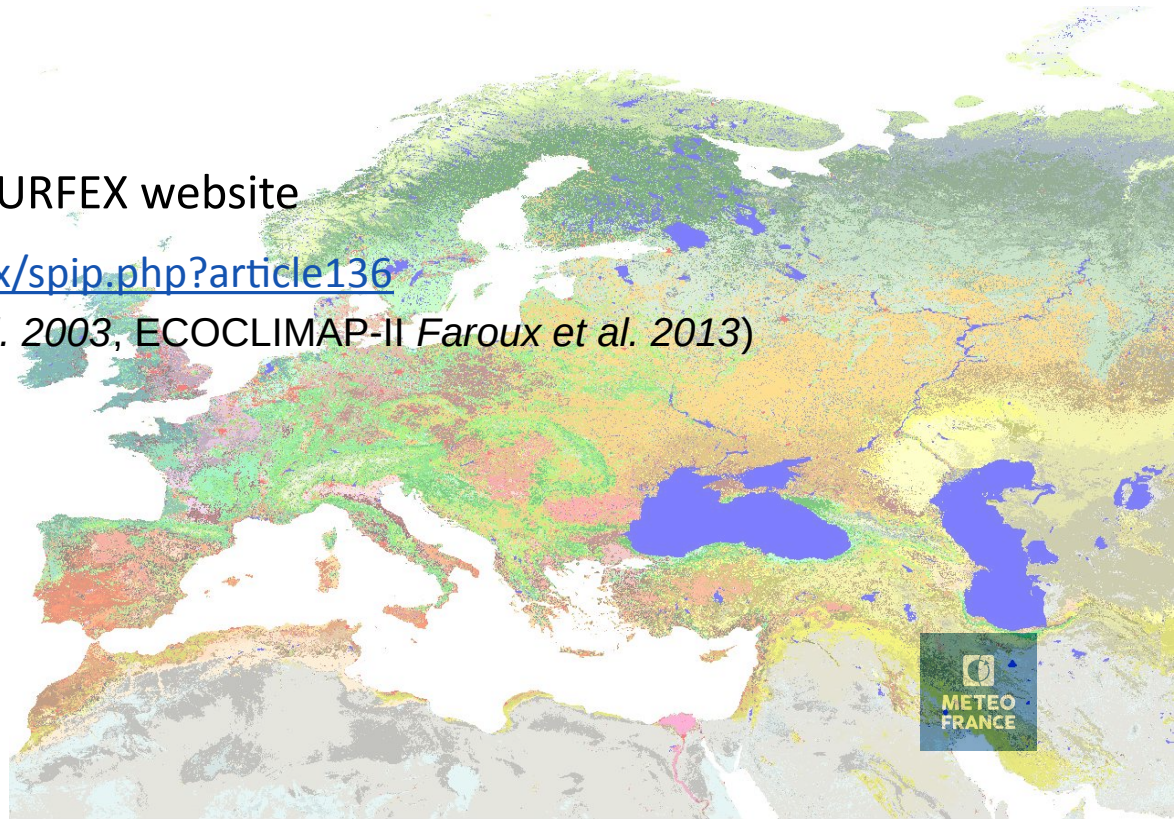 URFEX website
x/spip.php?article136
. 2003, ECOCLIMAP-II Faroux et al. 2013)
METEO
FRANCE